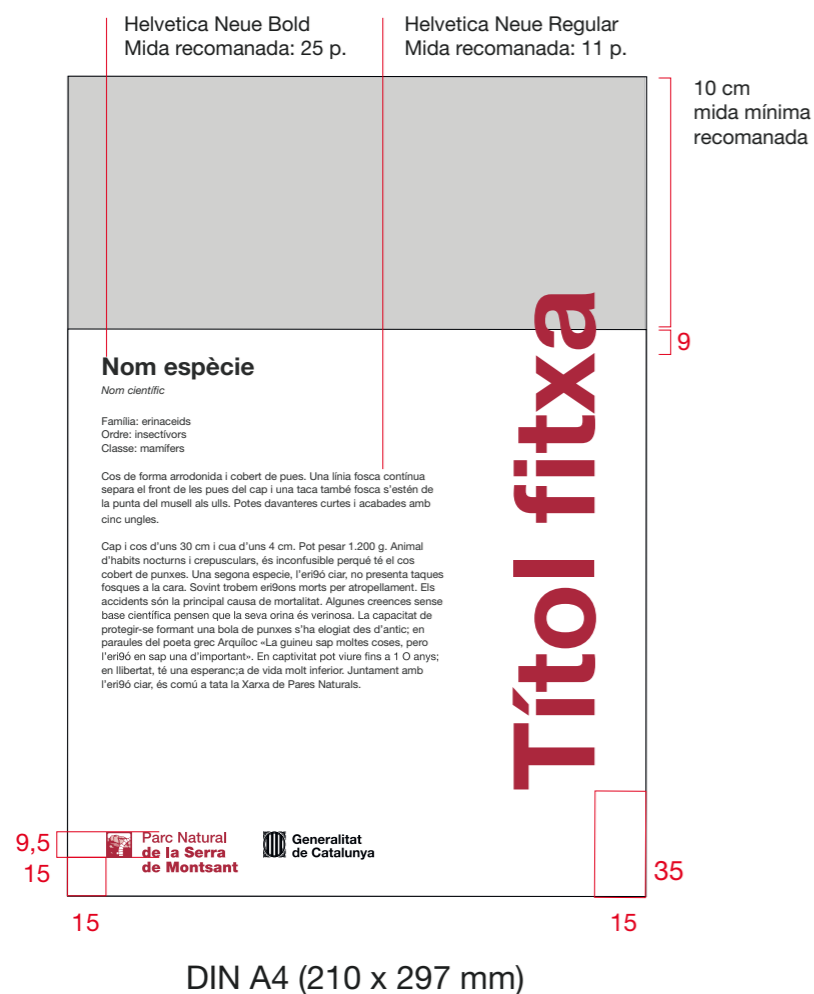 Helvetica Neue Bold
Mida recomanada: 25 p.
Helvetica Neue Regular
Mida recomanada: 11 p.
10 cm
mida mínima
recomanada
9
Títol fitxa
Nom espècie
Nom científic
Família: erinaceids
Ordre: insectívors
Classe: mamífers
Cos de forma arrodonida i cobert de pues. Una línia fosca contínua
separa el front de les pues del cap i una taca també fosca s'estén de
la punta del musell als ulls. Potes davanteres curtes i acabades amb
cinc ungles.
Cap i cos d'uns 30 cm i cua d'uns 4 cm. Pot pesar 1.200 g. Animal
d'habits nocturns i crepusculars, és inconfusible perqué té el cos
cobert de punxes. Una segona especie, l'eri9ó ciar, no presenta taques
fosques a la cara. Sovint trobem eri9ons morts per atropellament. Els
accidents són la principal causa de mortalitat. Algunes creences sense
base científica pensen que la seva orina és verinosa. La capacitat de
protegir-se formant una bola de punxes s'ha elogiat des d'antic; en
paraules del poeta grec Arquíloc «La guineu sap moltes coses, pero
l'eri9ó en sap una d'important». En captivitat pot viure fins a 1 O anys;
en llibertat, té una esperanc;a de vida molt inferior. Juntament amb
l'eri9ó ciar, és comú a tata la Xarxa de Pares Naturals.
9,5
15
Parc Natural
de la Serra
de Montsant
Generalitat
de Catalunya
35
15
15
DIN A4 (210 x 297 mm)